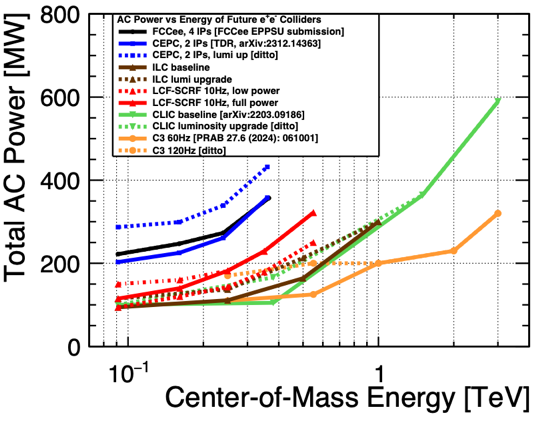 AC Power vs Energy of Future e+e- Colliders
FCCee, 4 IPs [FCCee EPPSU submission]
CEPC, 2 IPs [TDR, arXiv:2312.14363]
CEPC, 2 IPs, lumi up [ditto]
ILC baseline
ILC lumi upgrade
LCF-SCRF 10Hz, low power
LCF-SCRF 10Hz, full power
CLIC baseline [arXiv:2203.09186]
CLIC luminosity upgrade [ditto]
C3 60Hz [PRAB 27.6 (2024): 061001]
C3 120Hz [ditto]
Total AC Power [MW]
800
600
400
200
0
10−1
1
Center-of-Mass Energy [TeV]